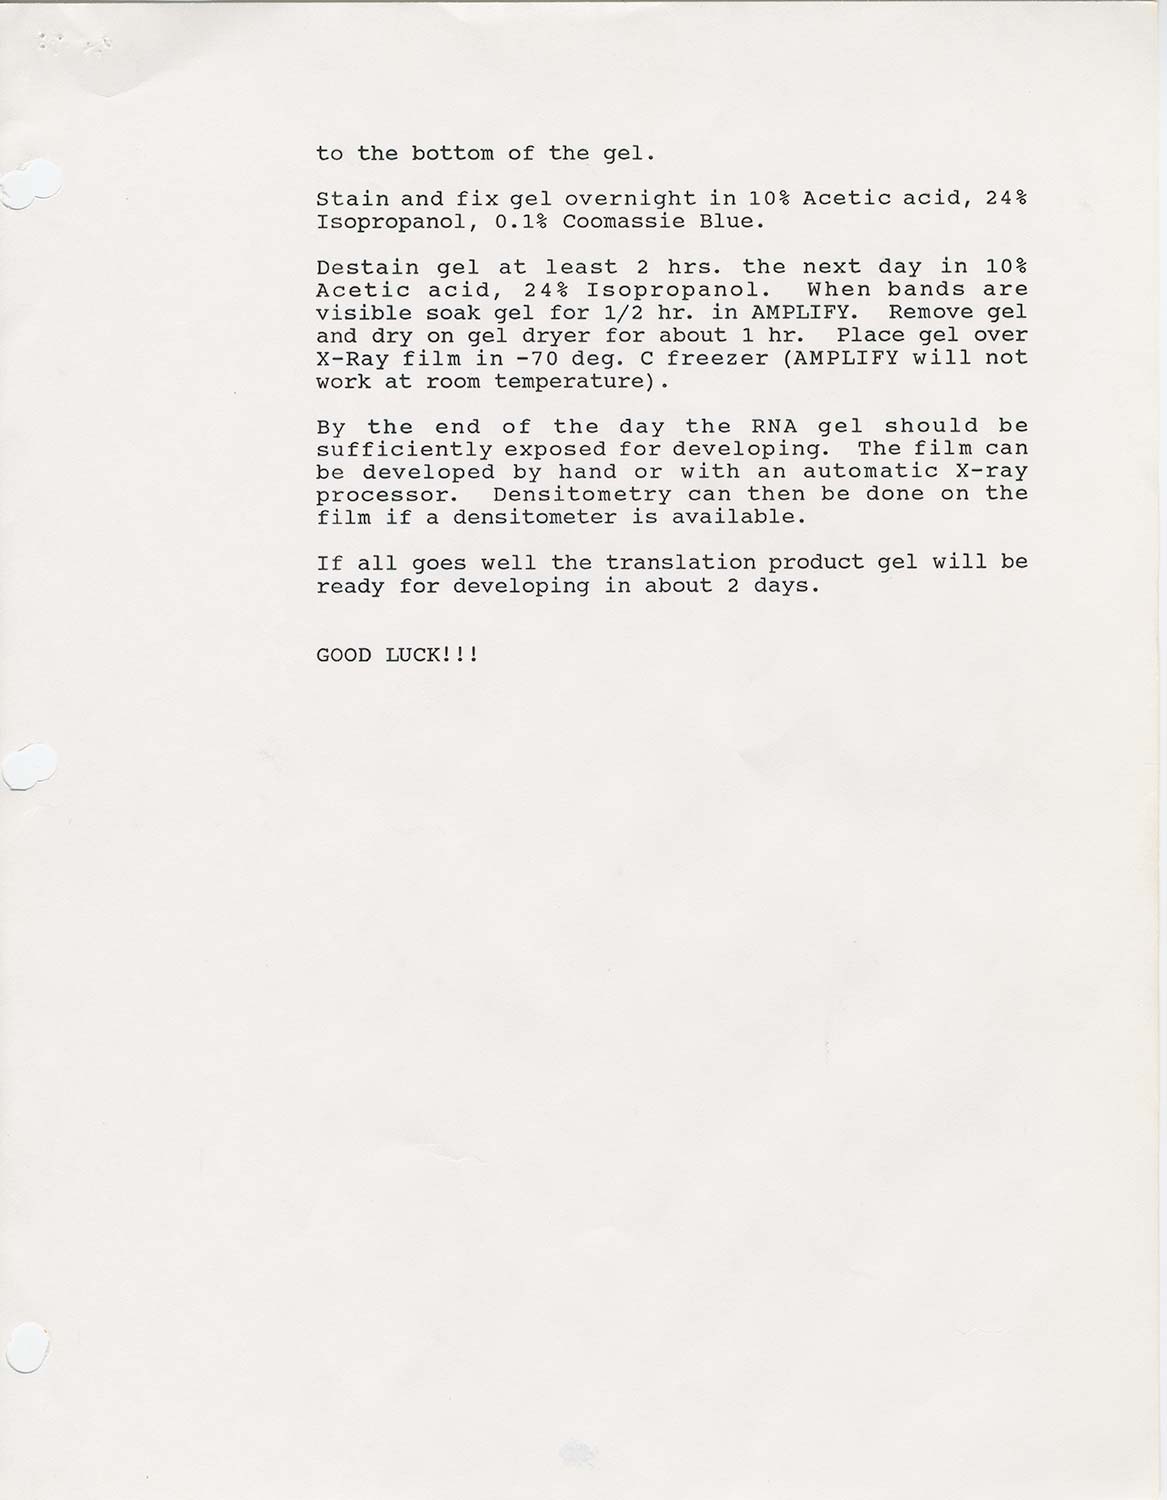 to the bottom of the gel.
Stain and fix gel overnight in 10% Acetic acid, 24%
Isopropanol, 0.1% Coomassie Blue.
Destain gel at least 2 hrs. the next day in 10%
Acetic acid, 24% Isopropanol. When bands are
visible soak gel for 1/2 hr. in AMPLIFY. Remove gel
and dry on gel dryer for about 1 hr. Place gel over
X-Ray film in -70 deg. C freezer (AMPLIFY will not
work at room temperature).
By the end of the day the RNA gel should be
sufficiently exposed for developing. The film can
be developed by hand or with an automatic X-ray
processor. Densitometry can then be done on the
film if a densitometer is available.
If all goes well the translation product gel will be
ready for developing in about 2 days.
GOOD LUCK!!!